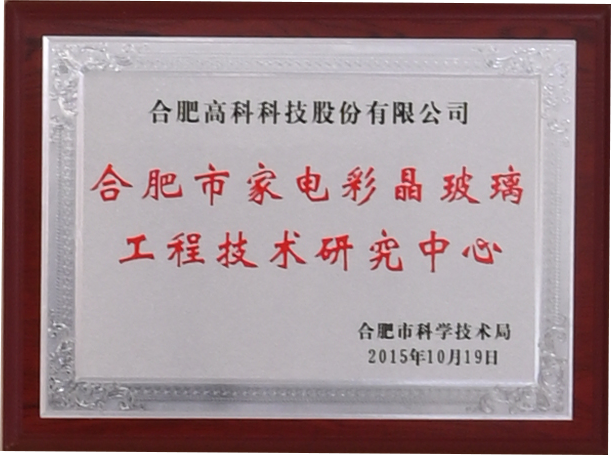 合肥高科科技股份有限公司
合肥市家电彩晶玻璃
工程技术研究中心
合肥市科学技术局
2015年10月19日